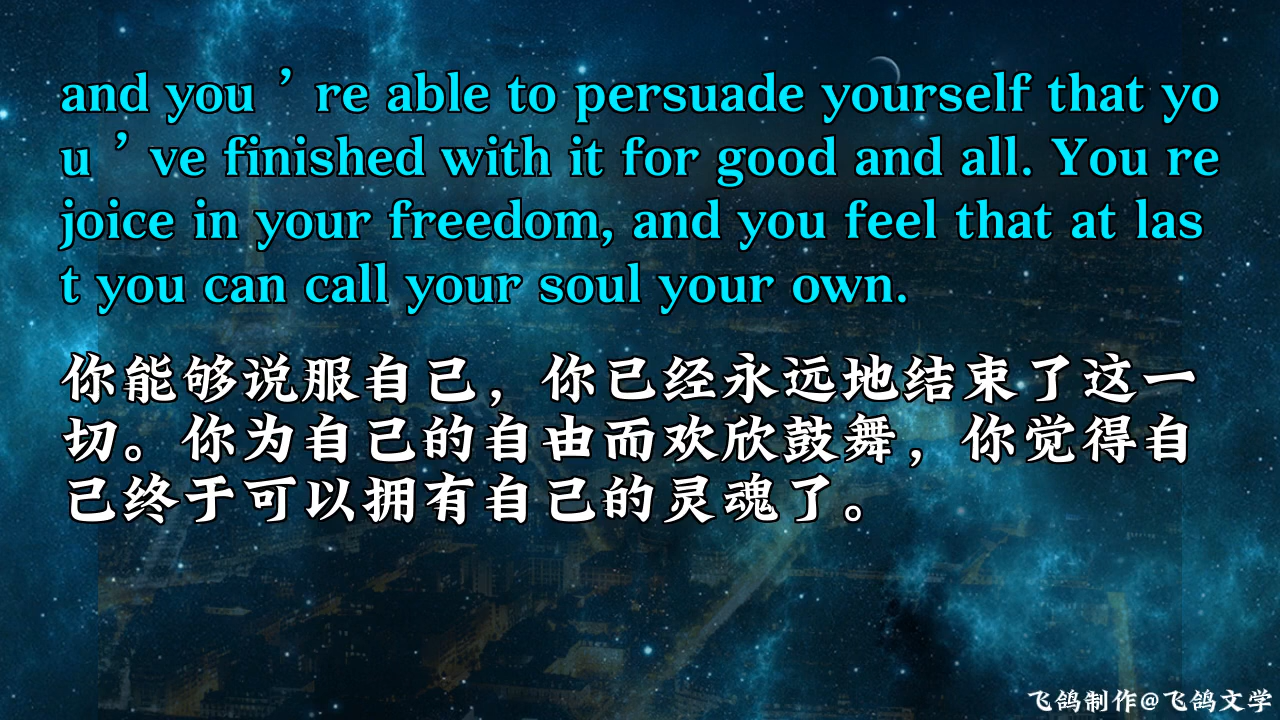 and you ’ re able to persuade yourself that yo
u ’ ve finished with it for good and all. You re
joice in your freedom, and you feel that at las
t you can call your soul your own.
你能够说服自己，你已经永远地结束了这一
切。你为自己的自由而欢欣鼓舞，你觉得自
己终于可以拥有自己的灵魂了。
飞鸽制作@飞鸽文学